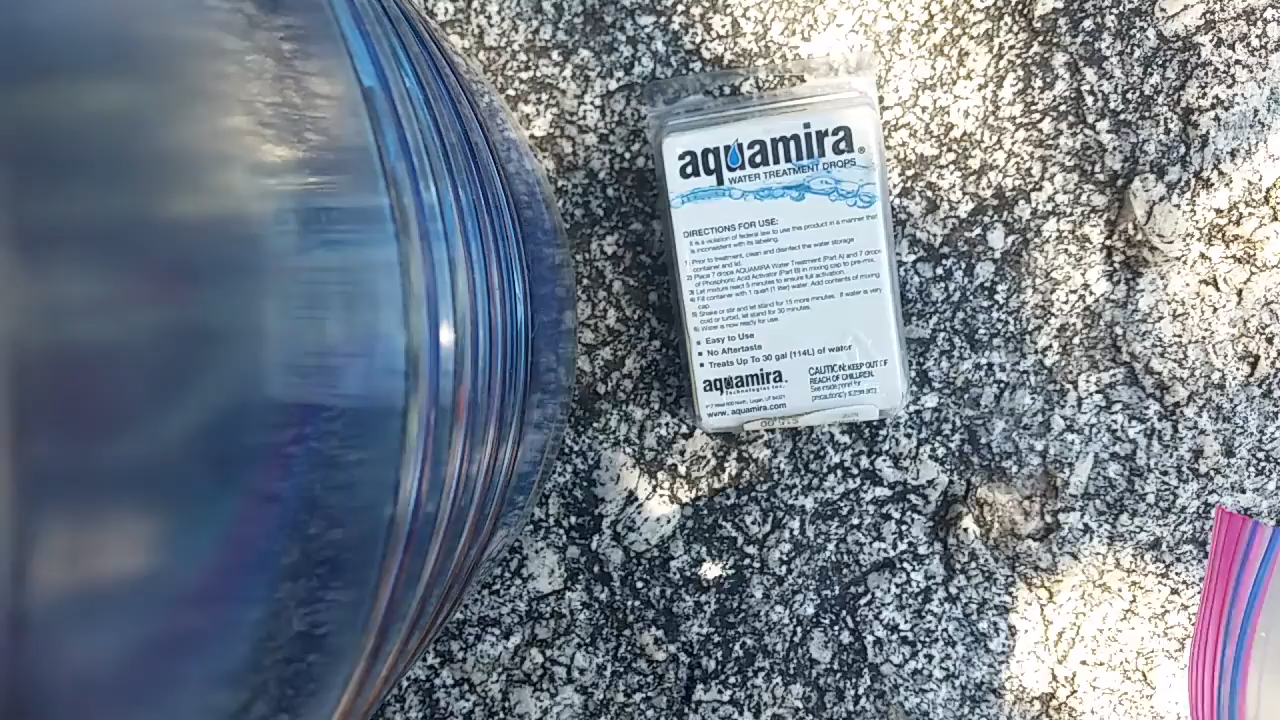 aquamira®
WATER TREATMENT DROPS
DIRECTIONS FOR USE:
It is a violation of federal law to use this product in a manner that
is inconsistent with its labeling.
1) Prior to treatment, clean and disinfect the water storage
container and lid.
2) Place 7 drops AQUAMIRA Water Treatment (Part A) and 7 drops
of Phosphoric Acid Activator (Part B) in mixing cap to pre-mix.
3) Let mixture react 5 minutes to ensure full activation.
4) Fill container with 1 quart (1 liter) water. Add contents of mixing
cap.
5) Shake or stir and let stand for 15 more minutes. If water is very
cold or turbid, let stand for 30 minutes.
6) Water is now ready for use.
▪ Easy to Use
▪ No Aftertaste
▪ Treats Up To 30 gal (114L) of water
aquamira.
Technologies Inc.
North, Logan, UT 84321
www. aquamira.com
CAUTION: KEEP OUT OF
REACH OF CHILDREN.
See inside panel for
precautionary